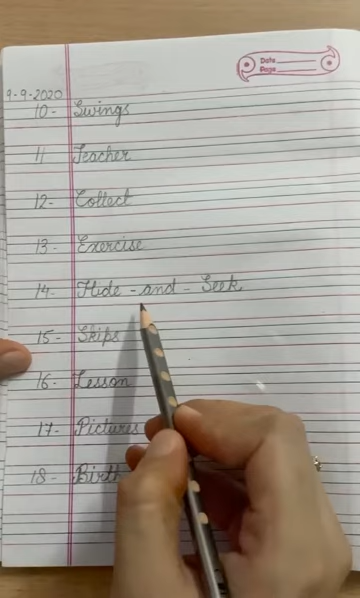 Date
Page
9-9-2020
10- Swings
11 Teacher
12- Collect
13- Exercise
14- Hide-and-Seek
15- Skips
16- Lesson
17- Pictures
18- Birth